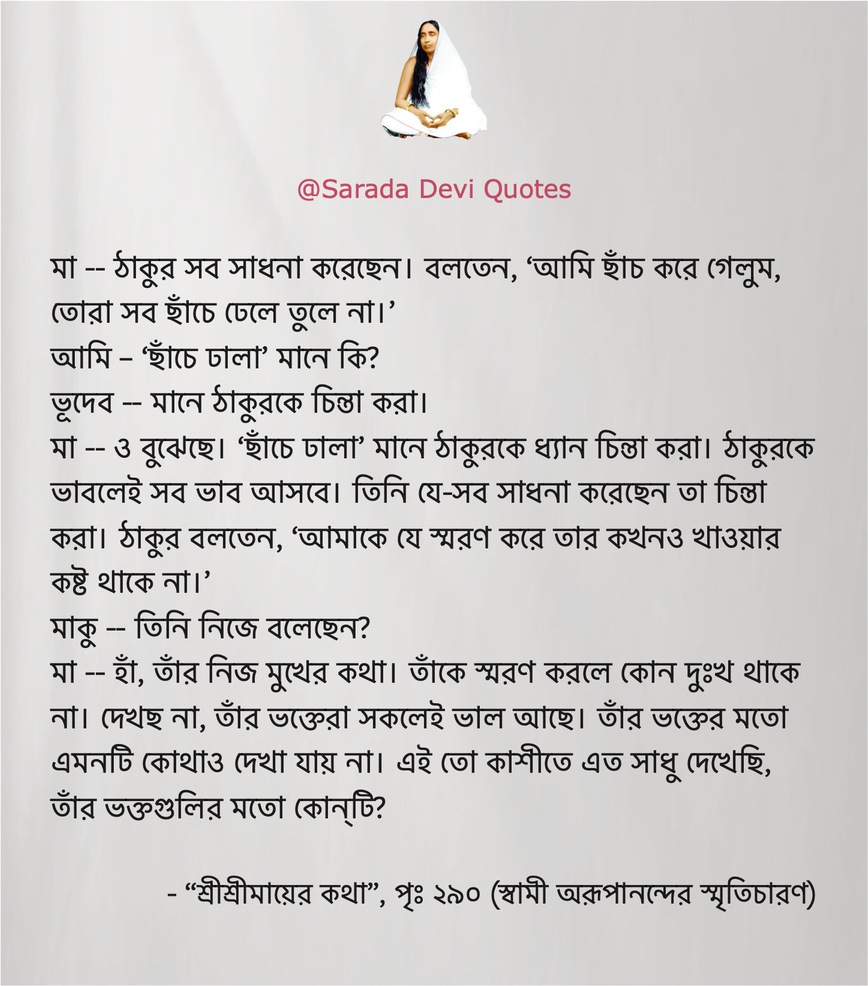 @Sarada Devi Quotes
মা -- ঠাকুর সব সাধনা করেছেন। বলতেন, ‘আমি ছাঁচ করে গেলুম,
তোরা সব ছাঁচে ঢেলে তুলে না।’
আমি – ‘ছাঁচে ঢালা’ মানে কি?
ভূদেব -- মানে ঠাকুরকে চিন্তা করা।
মা -- ও বুঝেছে। ‘ছাঁচে ঢালা’ মানে ঠাকুরকে ধ্যান চিন্তা করা। ঠাকুরকে
ভাবলেই সব ভাব আসবে। তিনি যে-সব সাধনা করেছেন তা চিন্তা
করা। ঠাকুর বলতেন, ‘আমাকে যে স্মরণ করে তার কখনও খাওয়ার
কষ্ট থাকে না।’
মাকু -- তিনি নিজে বলেছেন?
মা -- হাঁ, তাঁর নিজ মুখের কথা। তাঁকে স্মরণ করলে কোন দুঃখ থাকে
না। দেখছ না, তাঁর ভক্তেরা সকলেই ভাল আছে। তাঁর ভক্তের মতো
এমনটি কোথাও দেখা যায় না। এই তো কাশীতে এত সাধু দেখেছি,
তাঁর ভক্তগুলির মতো কোন্‌টি?
- “শ্রীশ্রীমায়ের কথা”, পৃঃ ২৯০ (স্বামী অরূপানন্দের স্মৃতিচারণ)